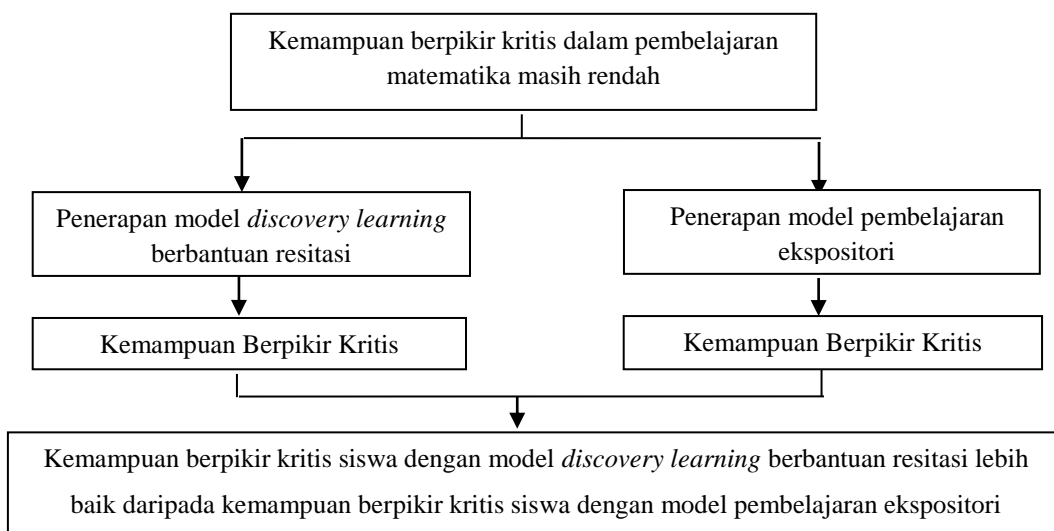 Kemampuan berpikir kritis dalam pembelajaran
matematika masih rendah
Penerapan model discovery learning
berbantuan resitasi
Penerapan model pembelajaran
ekspositori
Kemampuan Berpikir Kritis
Kemampuan Berpikir Kritis
Kemampuan berpikir kritis siswa dengan model discovery learning berbantuan resitasi lebih
baik daripada kemampuan berpikir kritis siswa dengan model pembelajaran ekspositori